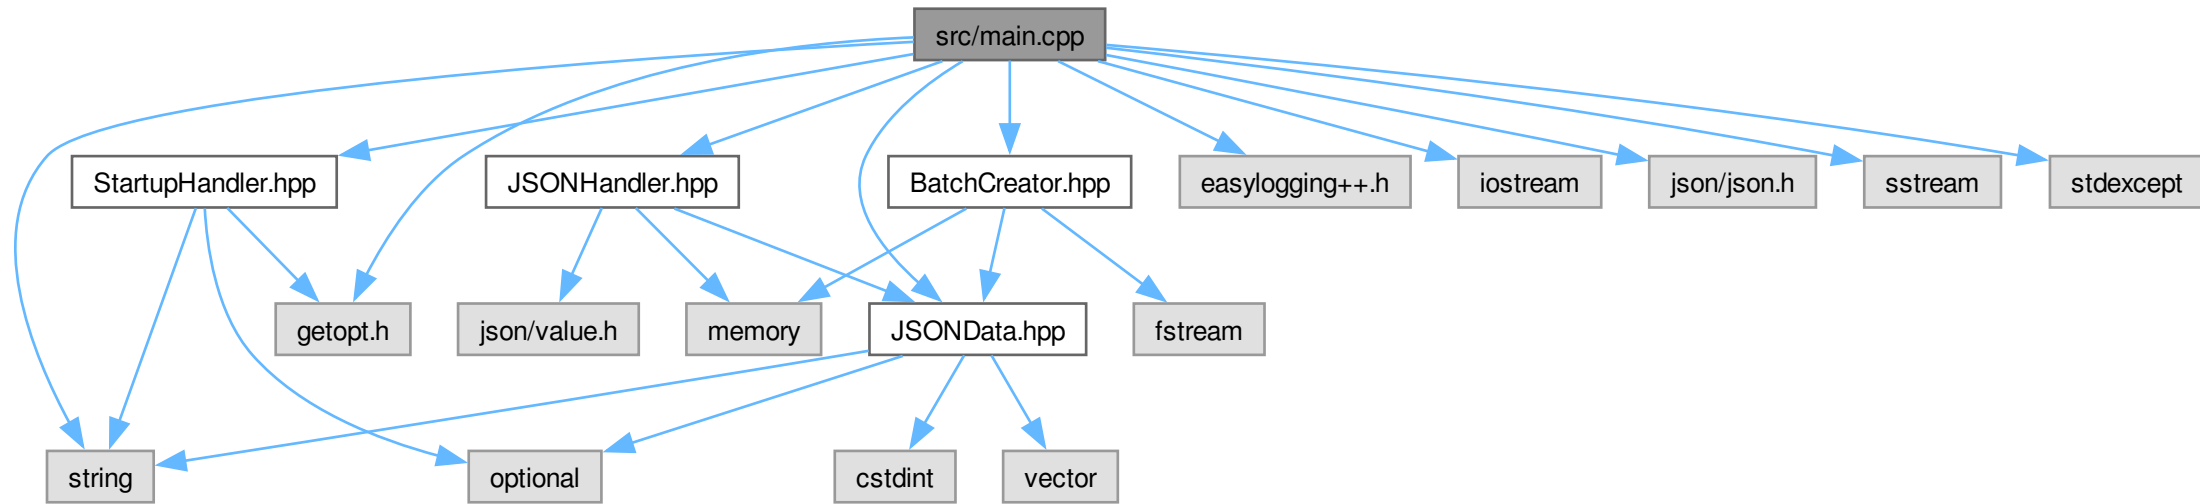 src/main.cpp
StartupHandler.hpp
JSONHandler.hpp
BatchCreator.hpp
easylogging++.h
iostream
json/json.h
sstream
stdexcept
getopt.h
json/value.h
memory
JSONData.hpp
fstream
string
optional
cstdint
vector